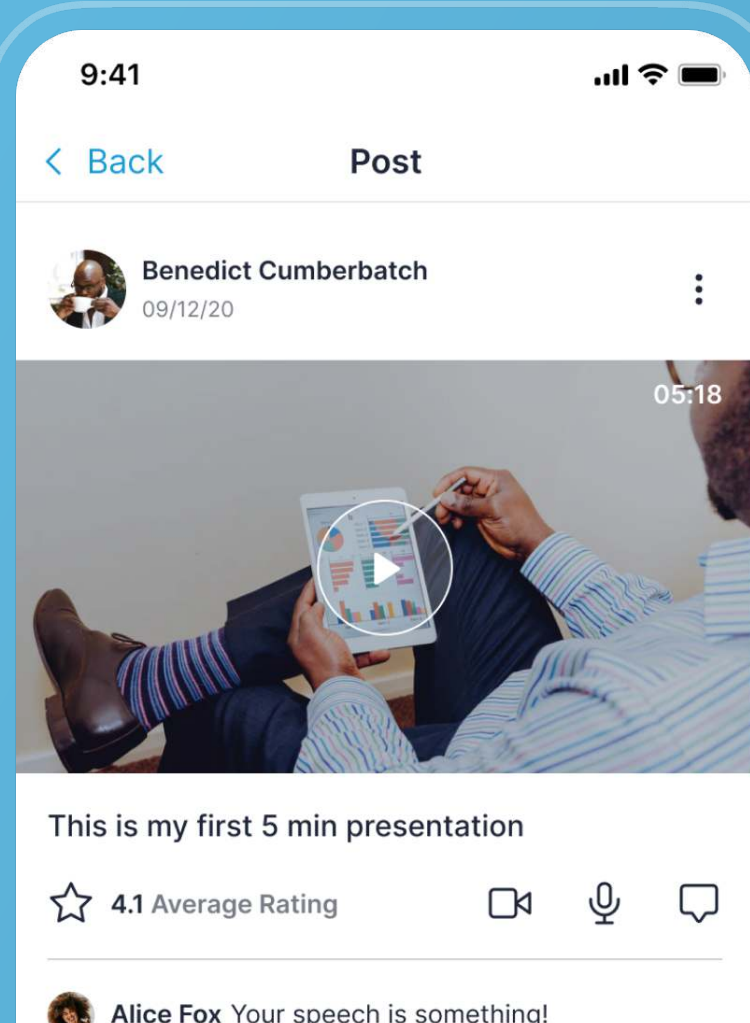 9:41
Back
Post
Benedict Cumberbatch
09/12/20
05:18
This is my first 5 min presentation
4.1 Average Rating
Alice Fox Your speech is something!